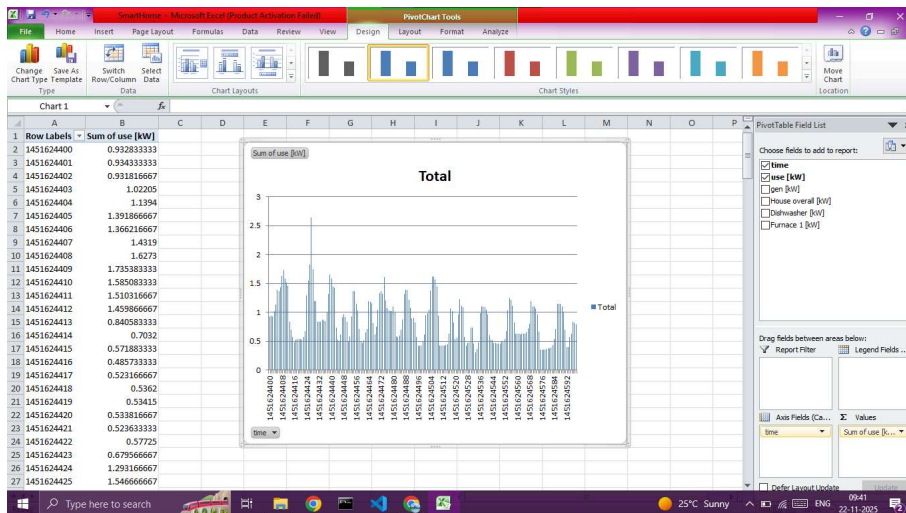 SmartHome - Microsoft Excel (Product Activation Failed)
PivotChart Tools
File Home Insert Page Layout Formulas Data Review View Design Layout Format Analyze
Change Chart Type
Save As Template
Switch Row/Column
Select Data
Move Chart
Type Data Chart Layouts Chart Styles Location
Chart 1 fx
A B C D E F G H I J K L M N O P
1 Row Labels Sum of use [kW]
2 1451624400 0.932833333
3 1451624401 0.934333333
4 1451624402 0.931816667
5 1451624403 1.02205
6 1451624404 1.1394
7 1451624405 1.391866667
8 1451624406 1.366216667
9 1451624407 1.4319
10 1451624408 1.6273
11 1451624409 1.735383333
12 1451624410 1.585083333
13 1451624411 1.510316667
14 1451624412 1.459866667
15 1451624413 0.840583333
16 1451624414 0.7032
17 1451624415 0.571883333
18 1451624416 0.485733333
19 1451624417 0.523166667
20 1451624418 0.5362
21 1451624419 0.53415
22 1451624420 0.533816667
23 1451624421 0.523633333
24 1451624422 0.57725
25 1451624423 0.679566667
26 1451624424 1.293166667
27 1451624425 1.546666667
Sum of use [kW]
Total
3
2.5
2
1.5
1
0.5
0
1451624400
1451624408
1451624416
1451624424
1451624432
1451624440
1451624448
1451624456
1451624464
1451624472
1451624480
1451624488
1451624496
1451624504
1451624512
1451624520
1451624528
1451624536
1451624544
1451624552
1451624560
1451624568
1451624576
1451624584
1451624592
Total
time
PivotTable Field List
Choose fields to add to report:
time
use [kW]
gen [kW]
House overall [kW]
Dishwasher [kW]
Furnace 1 [kW]
Drag fields between areas below:
Report Filter Legend Fields ...
Axis Fields (Ca... Σ Values
time Sum of use [k...
Defer Layout Update Update
Type here to search
25°C Sunny
ENG
09:41
22-11-2025
2